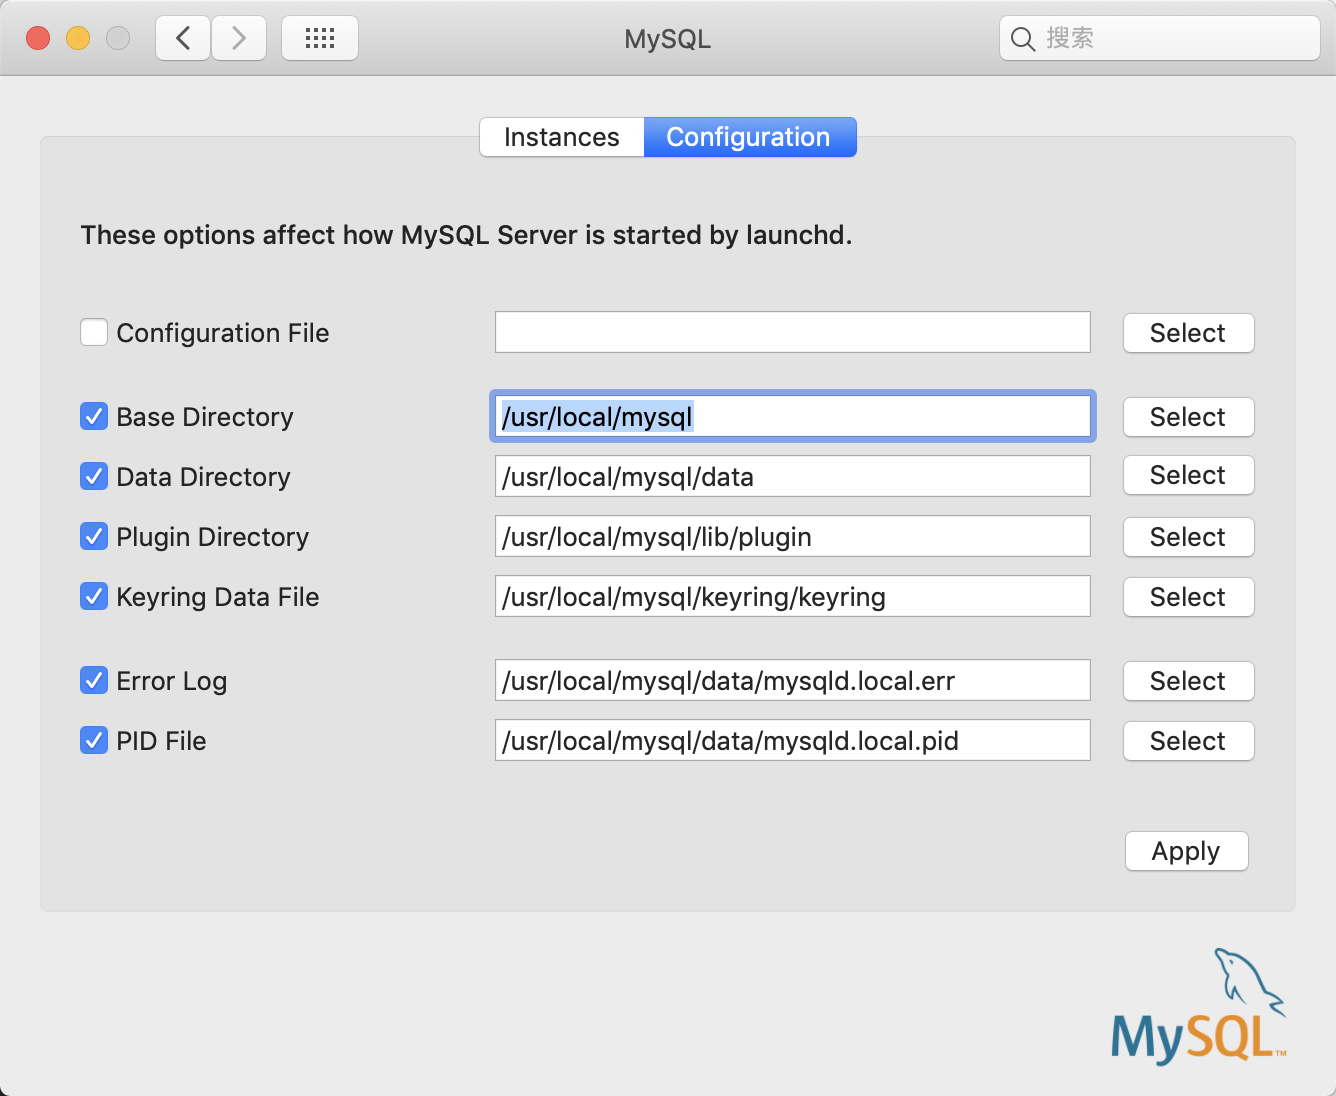 MySQL
搜索
Instances
Configuration
These options affect how MySQL Server is started by launchd.
Configuration File
Select
Base Directory
/usr/local/mysql
Select
Data Directory
/usr/local/mysql/data
Select
Plugin Directory
/usr/local/mysql/lib/plugin
Select
Keyring Data File
/usr/local/mysql/keyring/keyring
Select
Error Log
/usr/local/mysql/data/mysqld.local.err
Select
PID File
/usr/local/mysql/data/mysqld.local.pid
Select
Apply
MySQL™